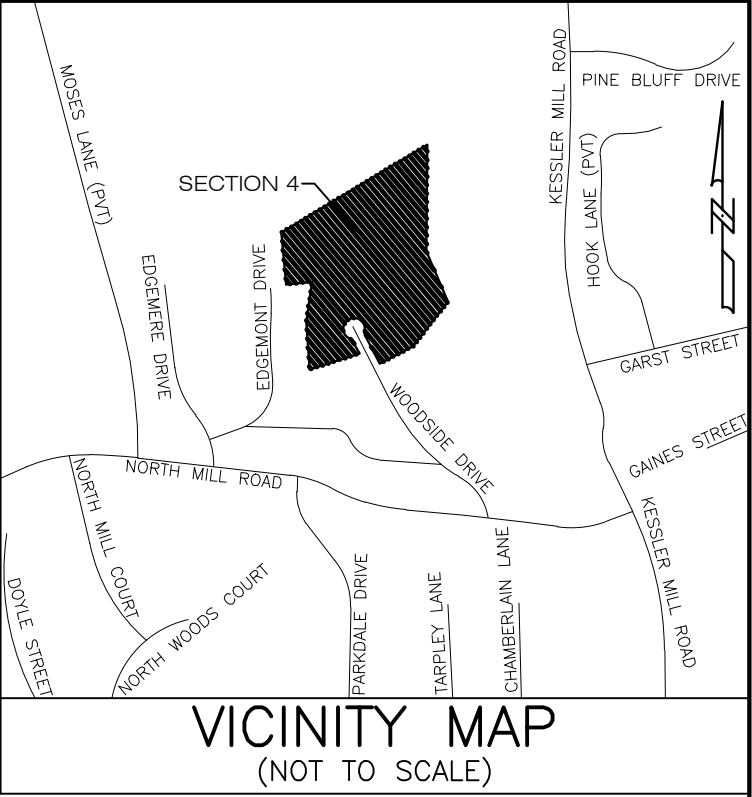 MOSES LANE (PVT)
KESSLER MILL ROAD
PINE BLUFF DRIVE
HOOK LANE (PVT)
N
SECTION 4
EDGEMERE DRIVE
EDGEMONT DRIVE
GARST STREET
WOODSIDE DRIVE
GAINES STREET
NORTH MILL ROAD
NORTH MILL COURT
KESSLER MILL ROAD
DOYLE STREET
NORTH WOODS COURT
PARKDALE DRIVE
TARPLEY LANE
CHAMBERLAIN LANE
VICINITY MAP
(NOT TO SCALE)